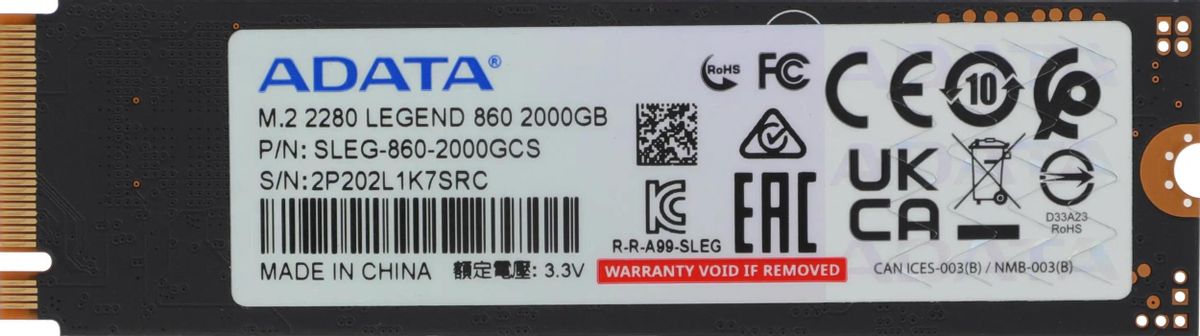 ADATA®
M.2 2280 LEGEND 860 2000GB
P/N: SLEG-860-2000GCS
S/N:2P202L1K7SRC
MADE IN CHINA 額定電壓: 3.3V
RoHS
FC
CE
10
KC
R-R-A99-SLEG
EAC
UK
CA
D33A23
RoHS
WARRANTY VOID IF REMOVED
CAN ICES-003(B) / NMB-003(B)